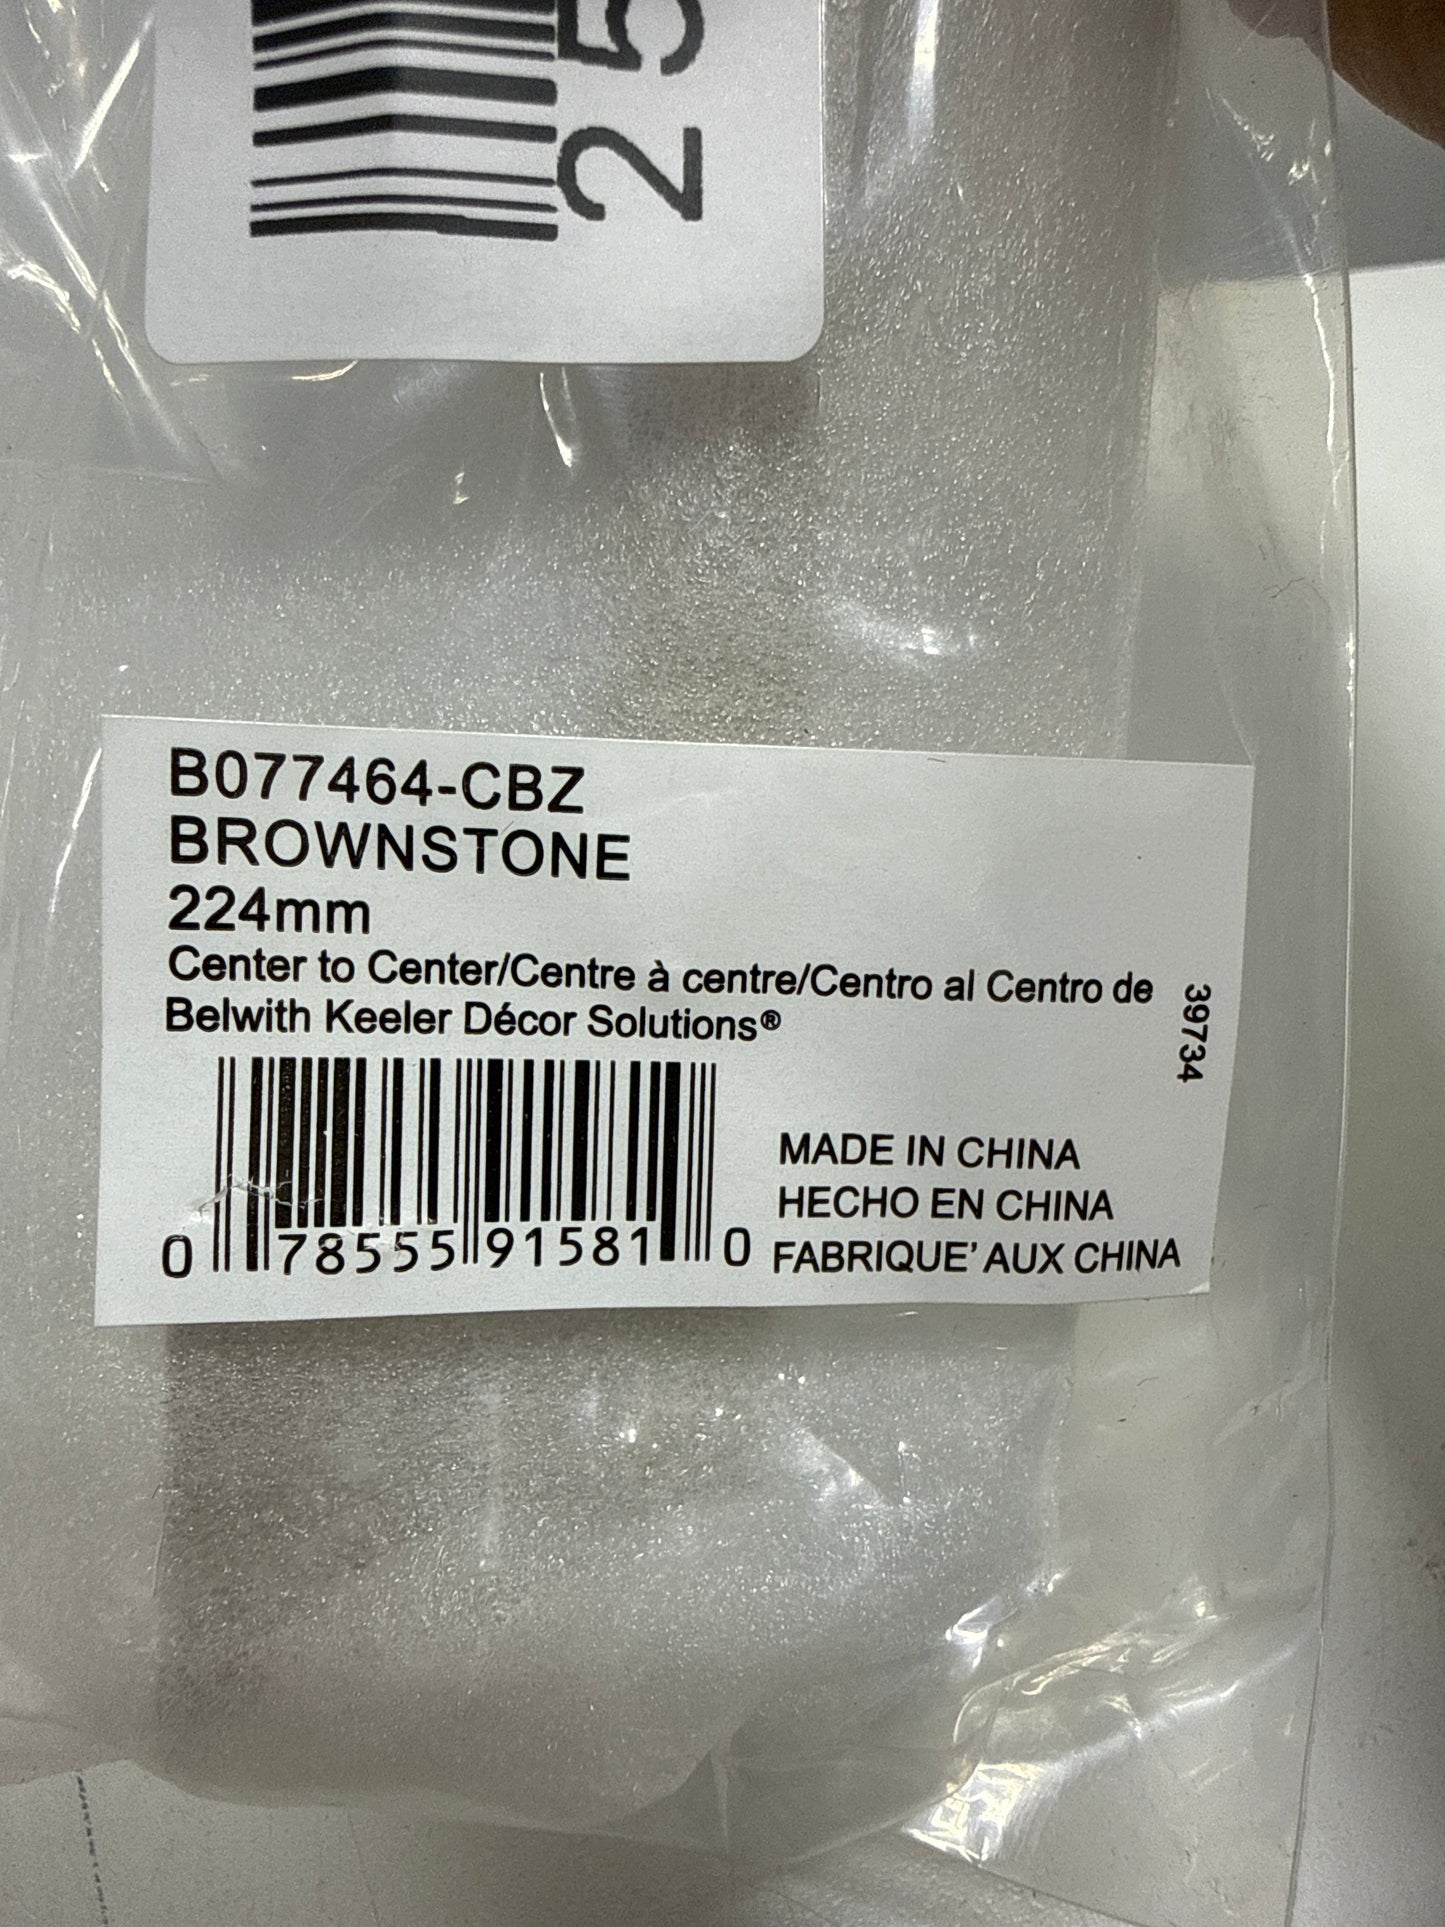 25
B077464-CBZ
BROWNSTONE
224mm
Center to Center/Centre à centre/Centro al Centro de
Belwith Keeler Décor Solutions®
39734
MADE IN CHINA
HECHO EN CHINA
FABRIQUE' AUX CHINA
0 78555 91581 0